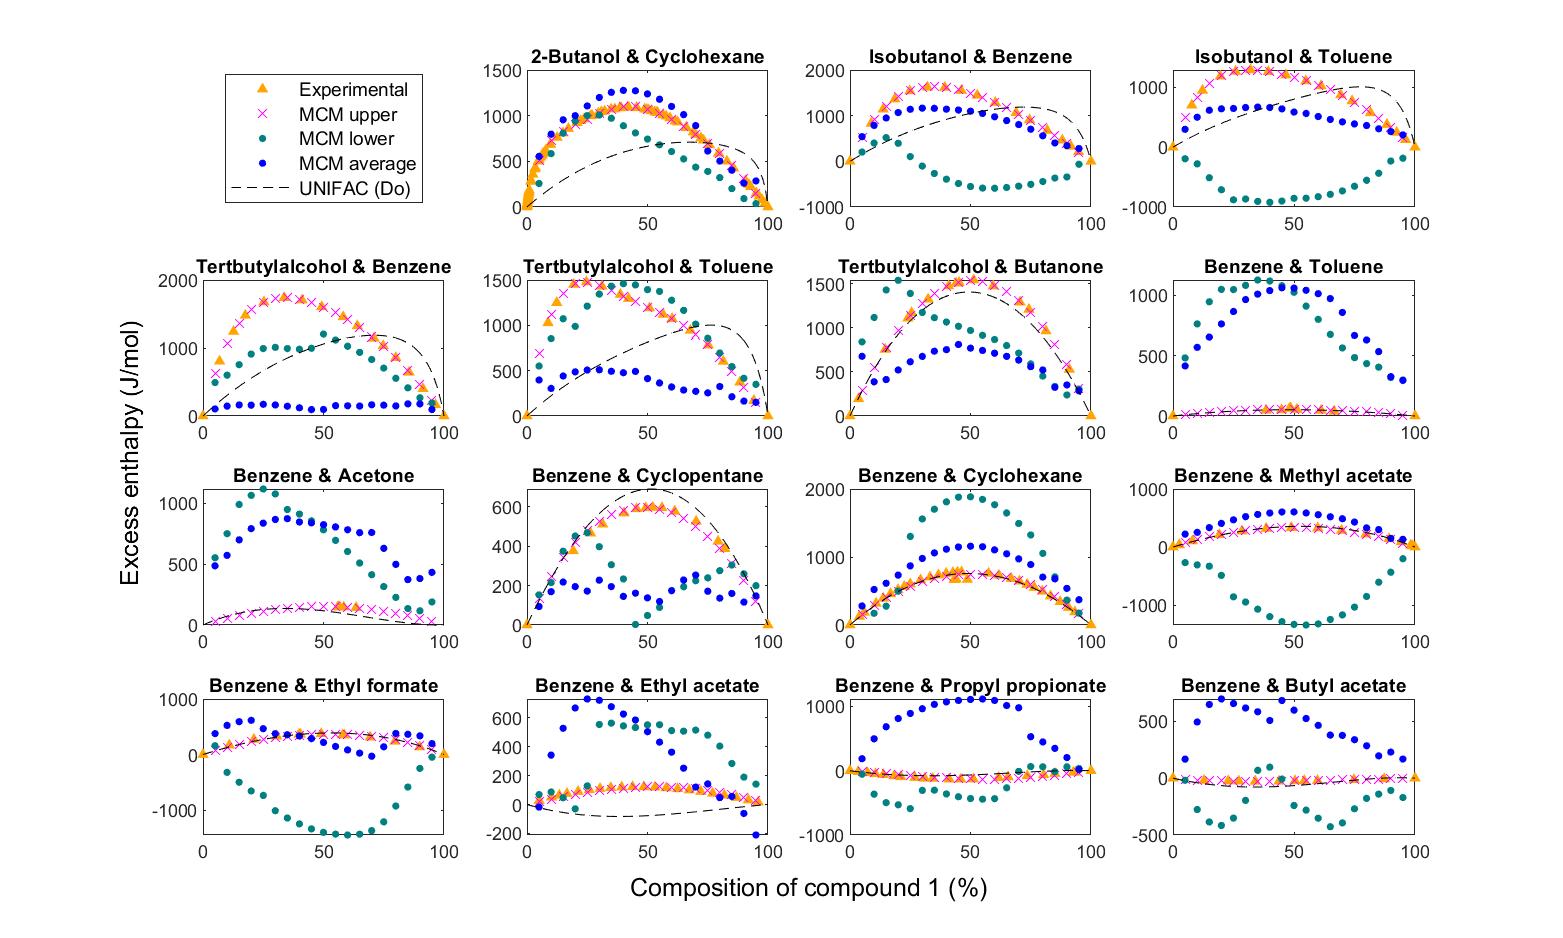 Experimental
MCM upper
MCM lower
MCM average
UNIFAC (Do)
2-Butanol & Cyclohexane
1500
1000
500
0
0 50 100
Isobutanol & Benzene
2000
1000
0
-1000
0 50 100
Isobutanol & Toluene
1000
0
-1000
0 50 100
Tertbutylalcohol & Benzene
2000
1000
0
0 50 100
Tertbutylalcohol & Toluene
1500
1000
500
0
0 50 100
Tertbutylalcohol & Butanone
1500
1000
500
0
0 50 100
Benzene & Toluene
1000
500
0
0 50 100
Benzene & Acetone
1000
500
0
0 50 100
Benzene & Cyclopentane
600
400
200
0
0 50 100
Benzene & Cyclohexane
2000
1000
0
0 50 100
Benzene & Methyl acetate
1000
0
-1000
0 50 100
Benzene & Ethyl formate
1000
0
-1000
0 50 100
Benzene & Ethyl acetate
600
400
200
0
-200
0 50 100
Benzene & Propyl propionate
1000
0
-1000
0 50 100
Benzene & Butyl acetate
500
0
-500
0 50 100
Excess enthalpy (J/mol)
Composition of compound 1 (%)